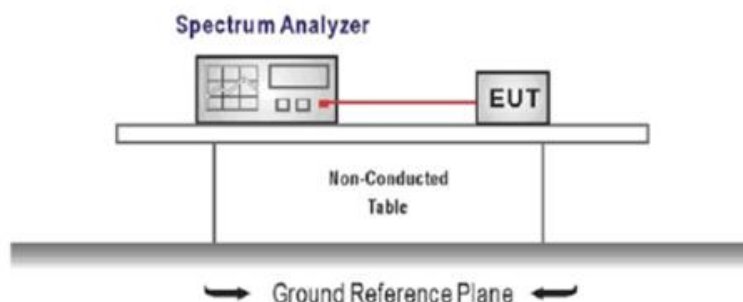 Spectrum Analyzer
EUT
Non-Conducted
Table
Ground Reference Plane